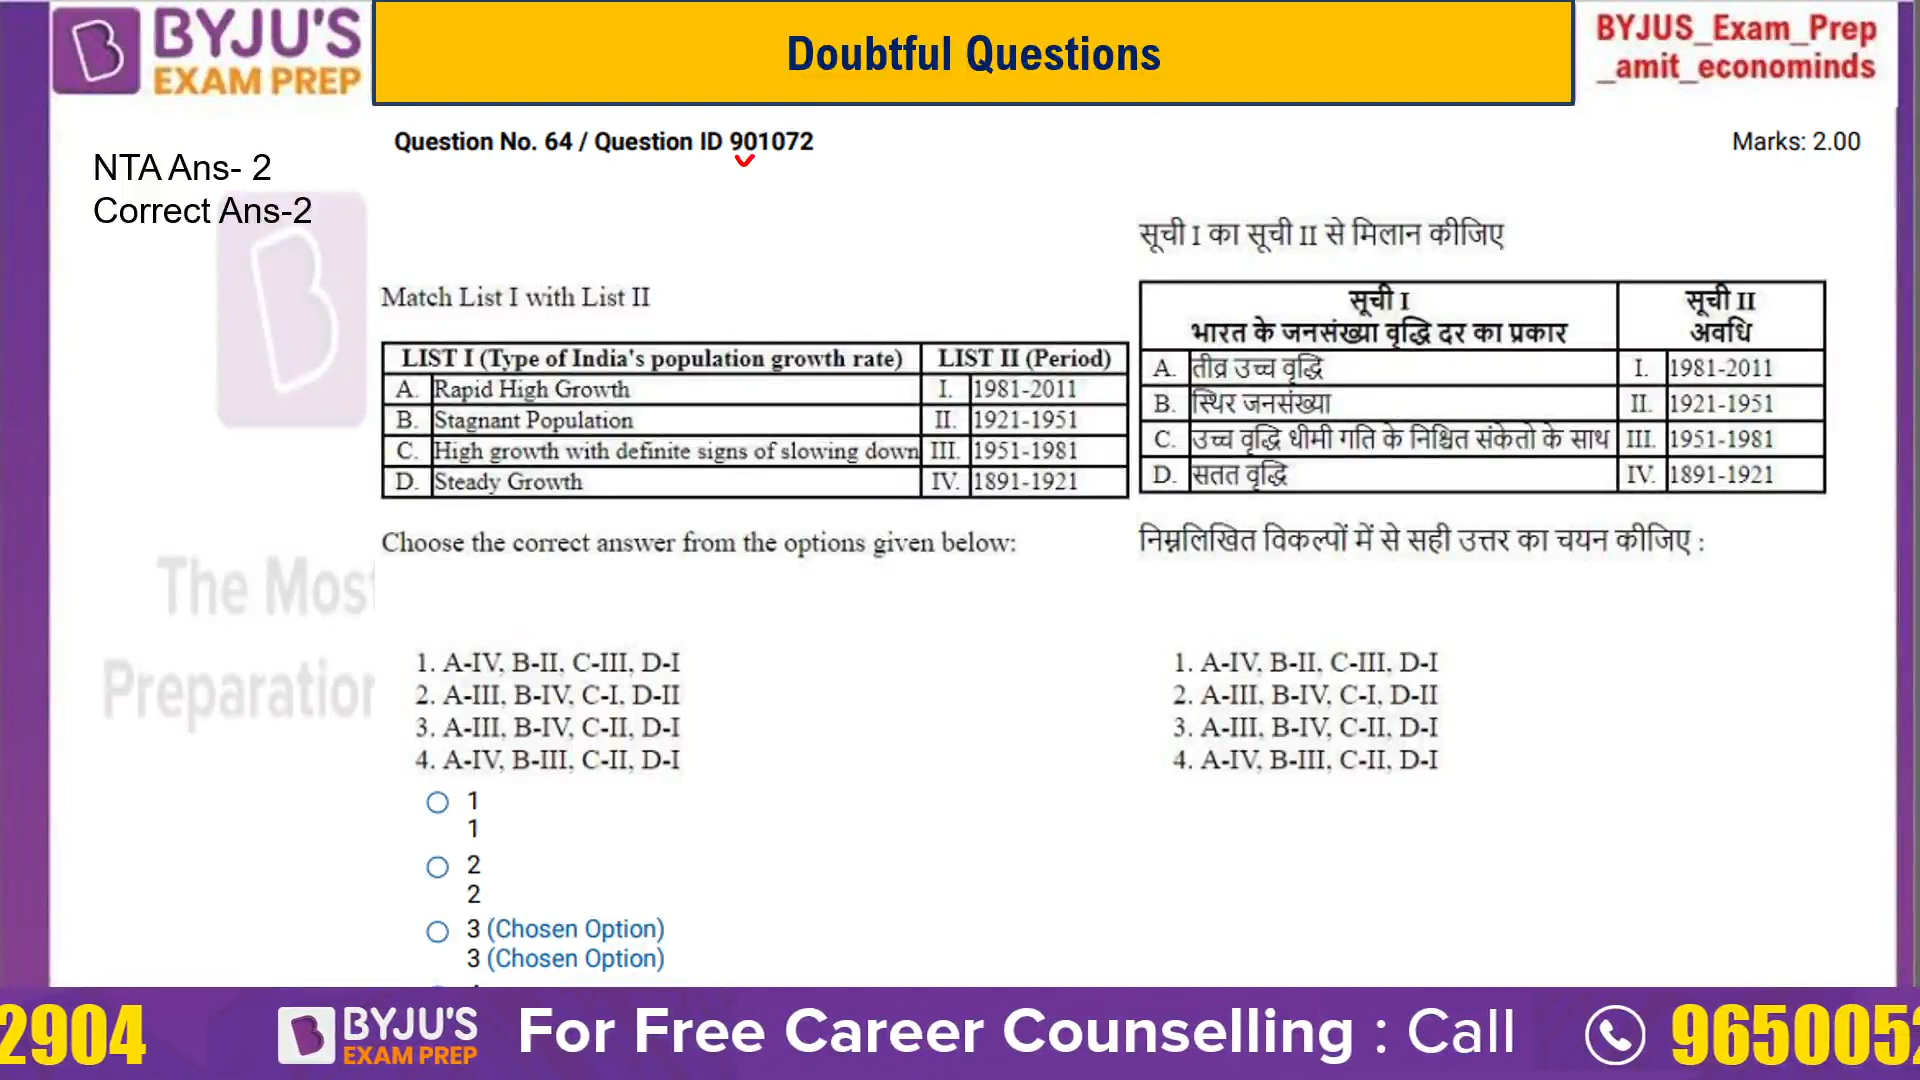 BYJU'S
EXAM PREP
Doubtful Questions
BYJUS_Exam_Prep
_amit_econominds
Question No. 64 / Question ID 901072
Marks: 2.00
NTA Ans- 2
Correct Ans-2
Match List I with List II
LIST I (Type of India's population growth rate) LIST II (Period)
A. Rapid High Growth I. 1981-2011
B. Stagnant Population II. 1921-1951
C. High growth with definite signs of slowing down III. 1951-1981
D. Steady Growth IV. 1891-1921
Choose the correct answer from the options given below:
1. A-IV, B-II, C-III, D-I
2. A-III, B-IV, C-I, D-II
3. A-III, B-IV, C-II, D-I
4. A-IV, B-III, C-II, D-I
सूची I का सूची II से मिलान कीजिए
सूची I सूची II
भारत के जनसंख्या वृद्धि दर का प्रकार अवधि
A. तीव्र उच्च वृद्धि I. 1981-2011
B. स्थिर जनसंख्या II. 1921-1951
C. उच्च वृद्धि धीमी गति के निश्चित संकेतो के साथ III. 1951-1981
D. सतत वृद्धि IV. 1891-1921
निम्नलिखित विकल्पों में से सही उत्तर का चयन कीजिए :
1. A-IV, B-II, C-III, D-I
2. A-III, B-IV, C-I, D-II
3. A-III, B-IV, C-II, D-I
4. A-IV, B-III, C-II, D-I
1
1
2
2
3 (Chosen Option)
3 (Chosen Option)
The Most
Preparation
2904
BYJU'S
EXAM PREP
For Free Career Counselling : Call
9650052